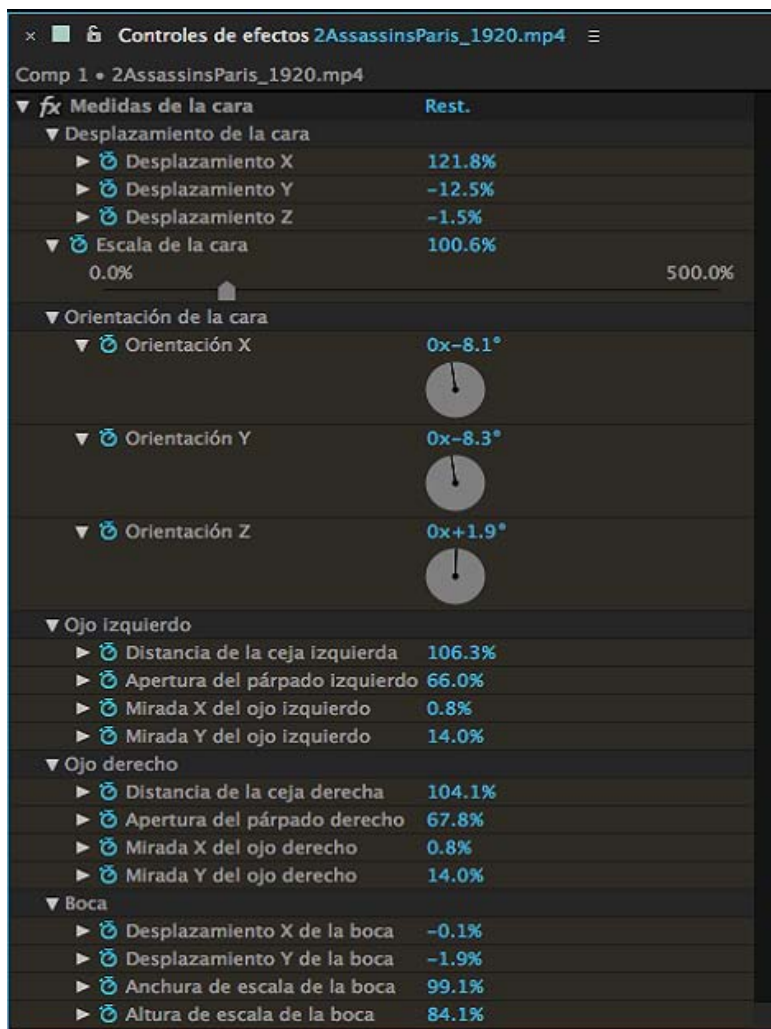 × Controles de efectos 2AssassinsParis_1920.mp4 ≡
Comp 1 • 2AssassinsParis_1920.mp4
fx Medidas de la cara Rest.
Desplazamiento de la cara
Desplazamiento X 121.8%
Desplazamiento Y -12.5%
Desplazamiento Z -1.5%
Escala de la cara 100.6%
0.0% 500.0%
Orientación de la cara
Orientación X 0x-8.1°
Orientación Y 0x-8.3°
Orientación Z 0x+1.9°
Ojo izquierdo
Distancia de la ceja izquierda 106.3%
Apertura del párpado izquierdo 66.0%
Mirada X del ojo izquierdo 0.8%
Mirada Y del ojo izquierdo 14.0%
Ojo derecho
Distancia de la ceja derecha 104.1%
Apertura del párpado derecho 67.8%
Mirada X del ojo derecho 0.8%
Mirada Y del ojo derecho 14.0%
Boca
Desplazamiento X de la boca -0.1%
Desplazamiento Y de la boca -1.9%
Anchura de escala de la boca 99.1%
Altura de escala de la boca 84.1%